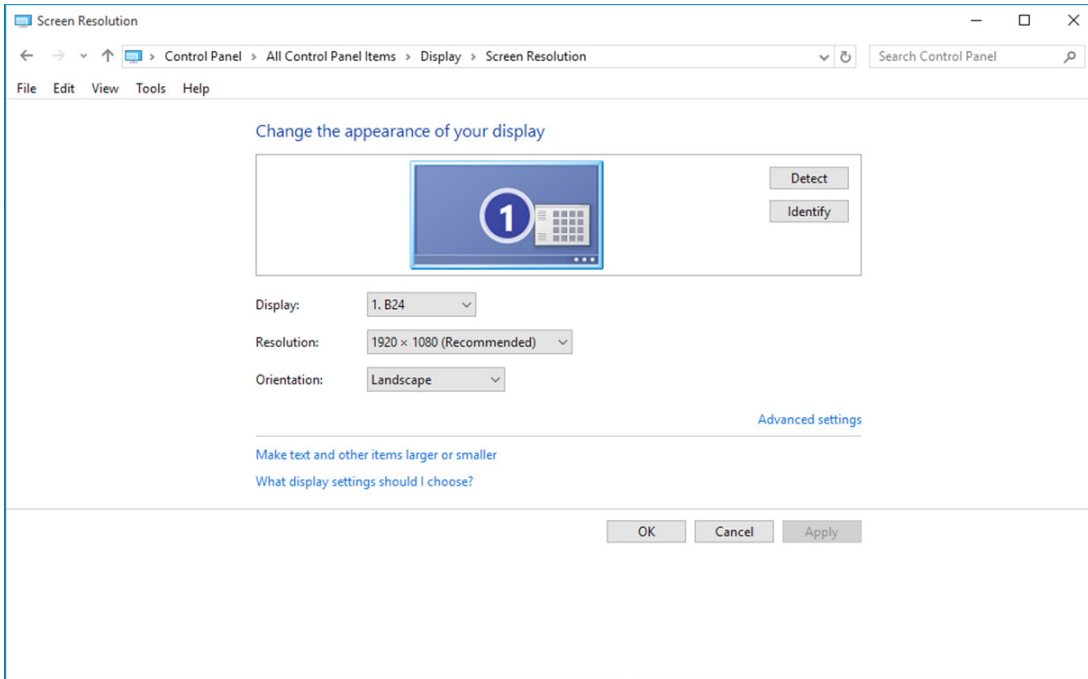 Screen Resolution
Control Panel > All Control Panel Items > Display > Screen Resolution Search Control Panel
File Edit View Tools Help
Change the appearance of your display
1
Detect
Identify
Display: 1. B24
Resolution: 1920 × 1080 (Recommended)
Orientation: Landscape
Advanced settings
Make text and other items larger or smaller
What display settings should I choose?
OK Cancel Apply